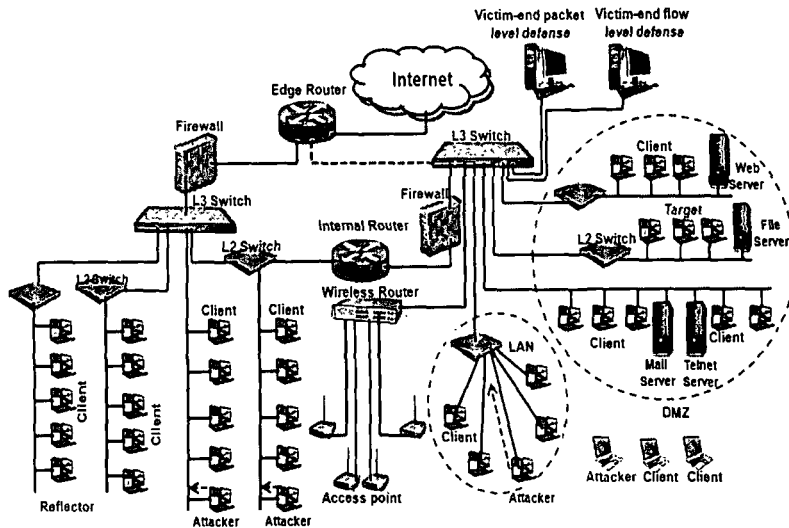 Victim-end packet
level defense
Victim-end flow
level defense
Internet
Edge Router
Firewall
L3 Switch
Client
Web
Server
L3 Switch
Firewall
Target
File
Server
Internal Router
L2 Switch
L2 Switch
L2 Switch
Wireless Router
Client
Client
LAN
Client
Client
Mail
Server
Telnet
Server
DMZ
Client
Client
Client
Reflector
Attacker
Attacker
Access point
Attacker
Attacker
Client
Client